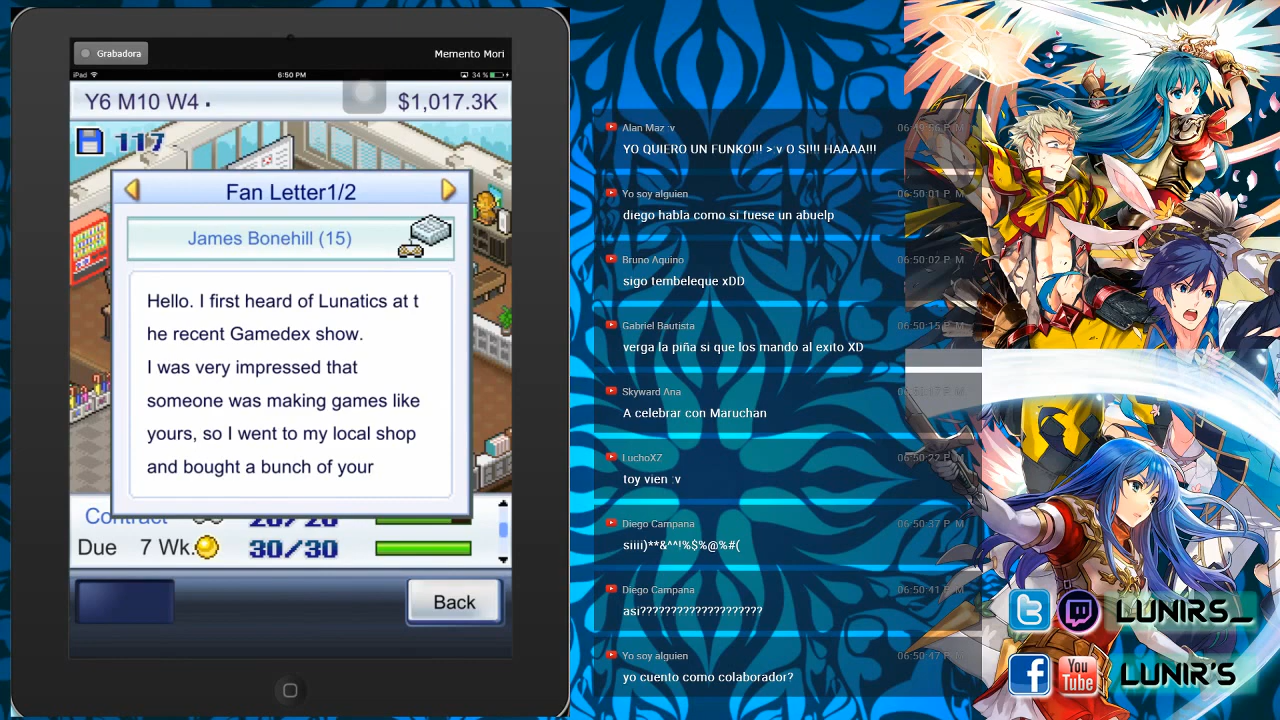 Grabadora
Memento Mori
iPad
6:50 PM
34 %
Y6 M10 W4
$1,017.3K
117
Fan Letter1/2
James Bonehill (15)
Hello. I first heard of Lunatics at t
he recent Gamedex show.
I was very impressed that
someone was making games like
yours, so I went to my local shop
and bought a bunch of your
Contract
20/20
Due 7 Wk.
30/30
Back
Alan Maz :v
YO QUIERO UN FUNKO!!! > v O SI!!! HAAAA!!!
Yo soy alguien
06:50:01 P. M.
diego habla como si fuese un abuelp
Bruno Aquino
06:50:02 P. M.
sigo tembeleque xDD
Gabriel Bautista
06:50:15 P. M.
verga la piña si que los mando al exito XD
Skyward Ana
A celebrar con Maruchan
LuchoXZ
06:50:22 P. M.
toy vien :v
Diego Campana
06:50:37 P. M.
siiii)**&^^!%$%@%#(
Diego Campana
06:50:41 P. M.
asi????????????????????
Yo soy alguien
06:50:47 P. M.
yo cuento como colaborador?
LUNIRS_
You
Tube
LUNIR'S